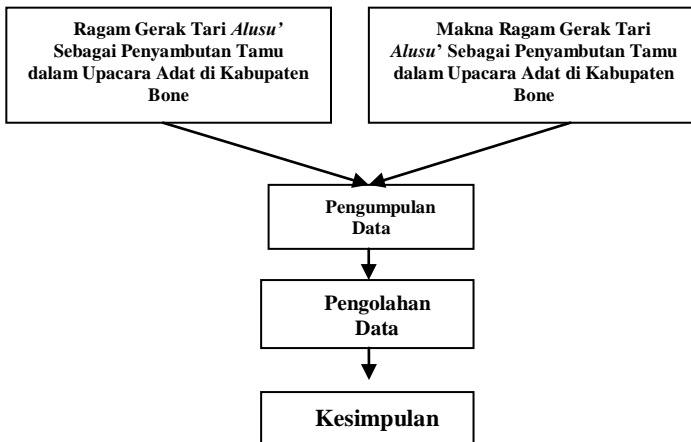 Ragam Gerak Tari Alusu’
Sebagai Penyambutan Tamu
dalam Upacara Adat di Kabupaten
Bone
Makna Ragam Gerak Tari
Alusu’ Sebagai Penyambutan Tamu
dalam Upacara Adat di Kabupaten
Bone
Pengumpulan
Data
Pengolahan
Data
Kesimpulan